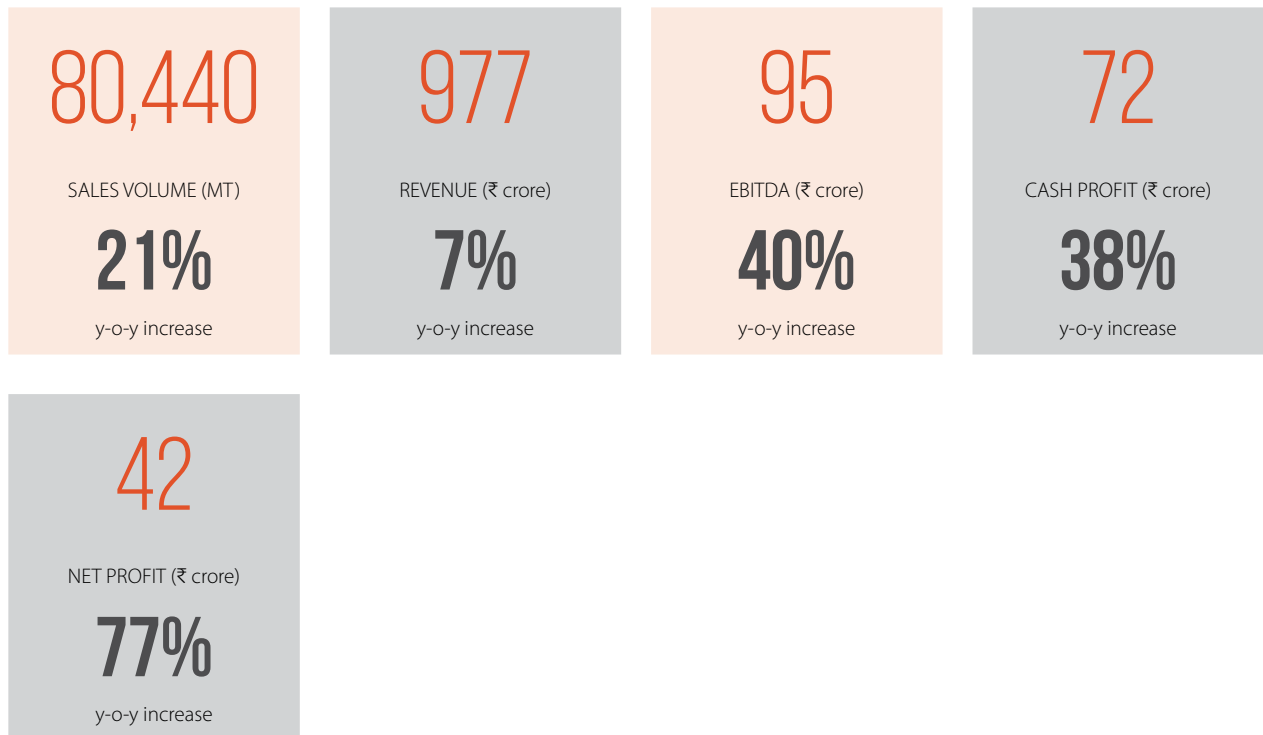 80,440
SALES VOLUME (MT)
21%
y-o-y increase
977
REVENUE (₹ crore)
7%
y-o-y increase
95
EBITDA (₹ crore)
40%
y-o-y increase
72
CASH PROFIT (₹ crore)
38%
y-o-y increase
42
NET PROFIT (₹ crore)
77%
y-o-y increase